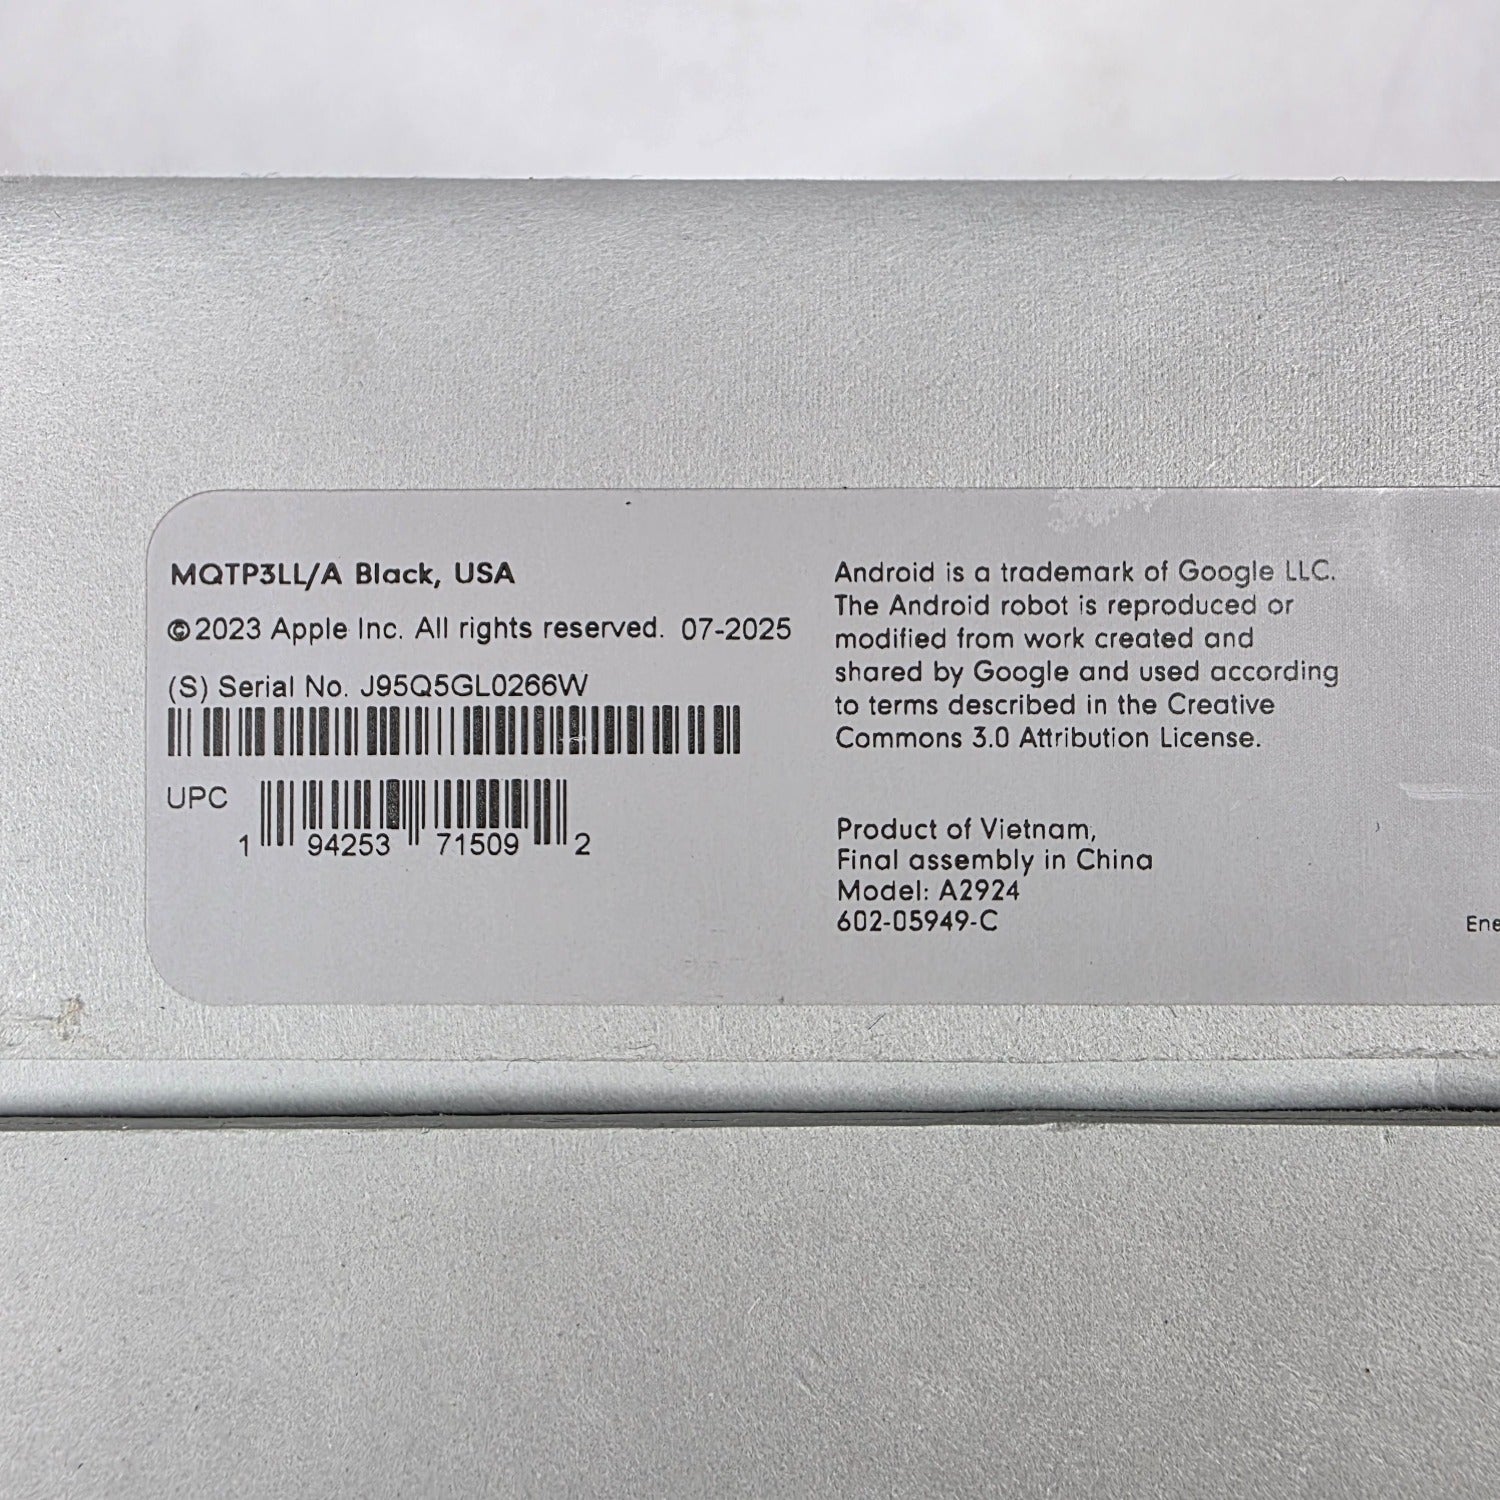 MQTP3LL/A Black, USA
©2023 Apple Inc. All rights reserved. 07-2025
(S) Serial No. J95Q5GL0266W
UPC
1 94253 71509 2
Android is a trademark of Google LLC.
The Android robot is reproduced or
modified from work created and
shared by Google and used according
to terms described in the Creative
Commons 3.0 Attribution License.
Product of Vietnam,
Final assembly in China
Model: A2924
602-05949-C